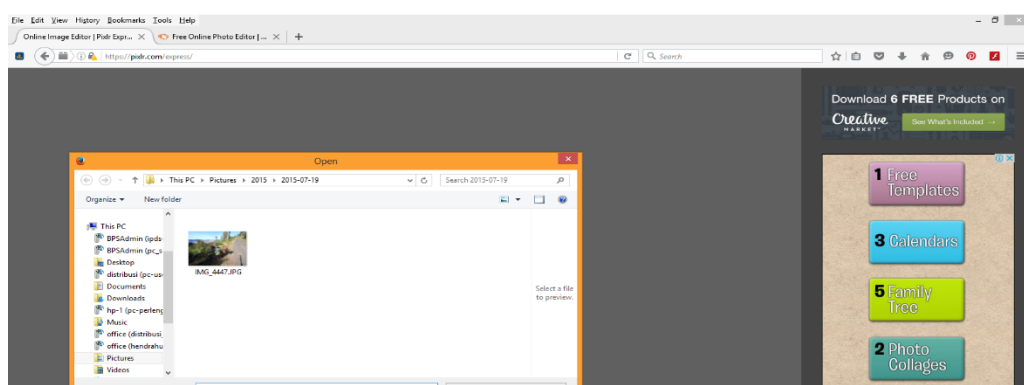 File Edit View History Bookmarks Tools Help
Online Image Editor | Pixlr Expr... × Free Online Photo Editor | ... × +
https://pixlr.com/express/ Search
Download 6 FREE Products on
Creative MARKET See What's Included →
Open
This PC › Pictures › 2015 › 2015-07-19 Search 2015-07-19
Organize New folder
This PC
BPSAdmin (ipds-
BPSAdmin (pc_s
Desktop
distribusi (pc-us
Documents
Downloads
hp-1 (pc-perleng
Music
office (distribusi_
office (hendrahu
Pictures
Videos
IMG_4447.JPG
Select a file
to preview.
1 Free
Templates
3 Calendars
5 Family
Tree
2 Photo
Collages